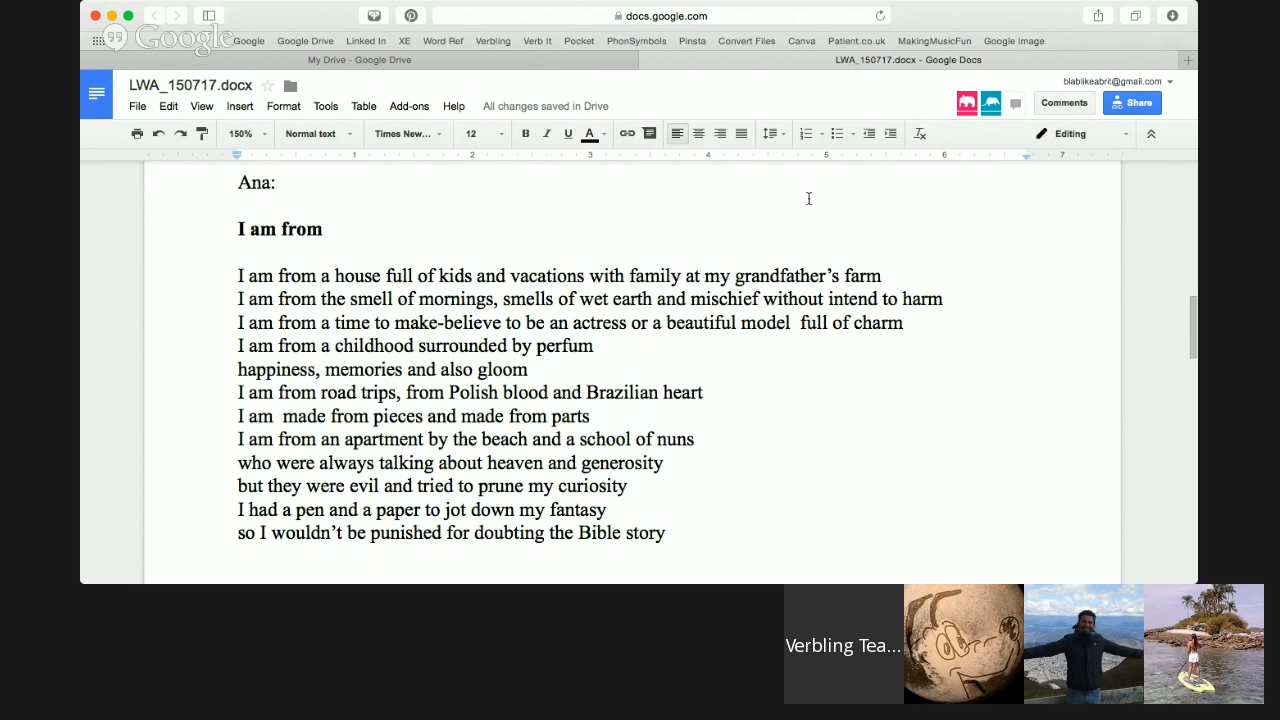 docs.google.com
Google
Google Google Drive Linked In XE Word Ref Verbling Verb It Pocket PhonSymbols Pinsta Convert Files Canva Patient.co.uk MakingMusicFun Google Image
My Drive - Google Drive LWA_150717.docx - Google Docs
LWA_150717.docx
blablikeabrit@gmail.com
File Edit View Insert Format Tools Table Add-ons Help All changes saved in Drive
Comments Share
150% Normal text Times New... 12 B I U A Editing
1 2 3 4 5 6 7
Ana:
I am from
I am from a house full of kids and vacations with family at my grandfather’s farm
I am from the smell of mornings, smells of wet earth and mischief without intend to harm
I am from a time to make-believe to be an actress or a beautiful model  full of charm
I am from a childhood surrounded by perfum
happiness, memories and also gloom
I am from road trips, from Polish blood and Brazilian heart
I am  made from pieces and made from parts
I am from an apartment by the beach and a school of nuns
who were always talking about heaven and generosity
but they were evil and tried to prune my curiosity
I had a pen and a paper to jot down my fantasy
so I wouldn’t be punished for doubting the Bible story
Verbling Tea...